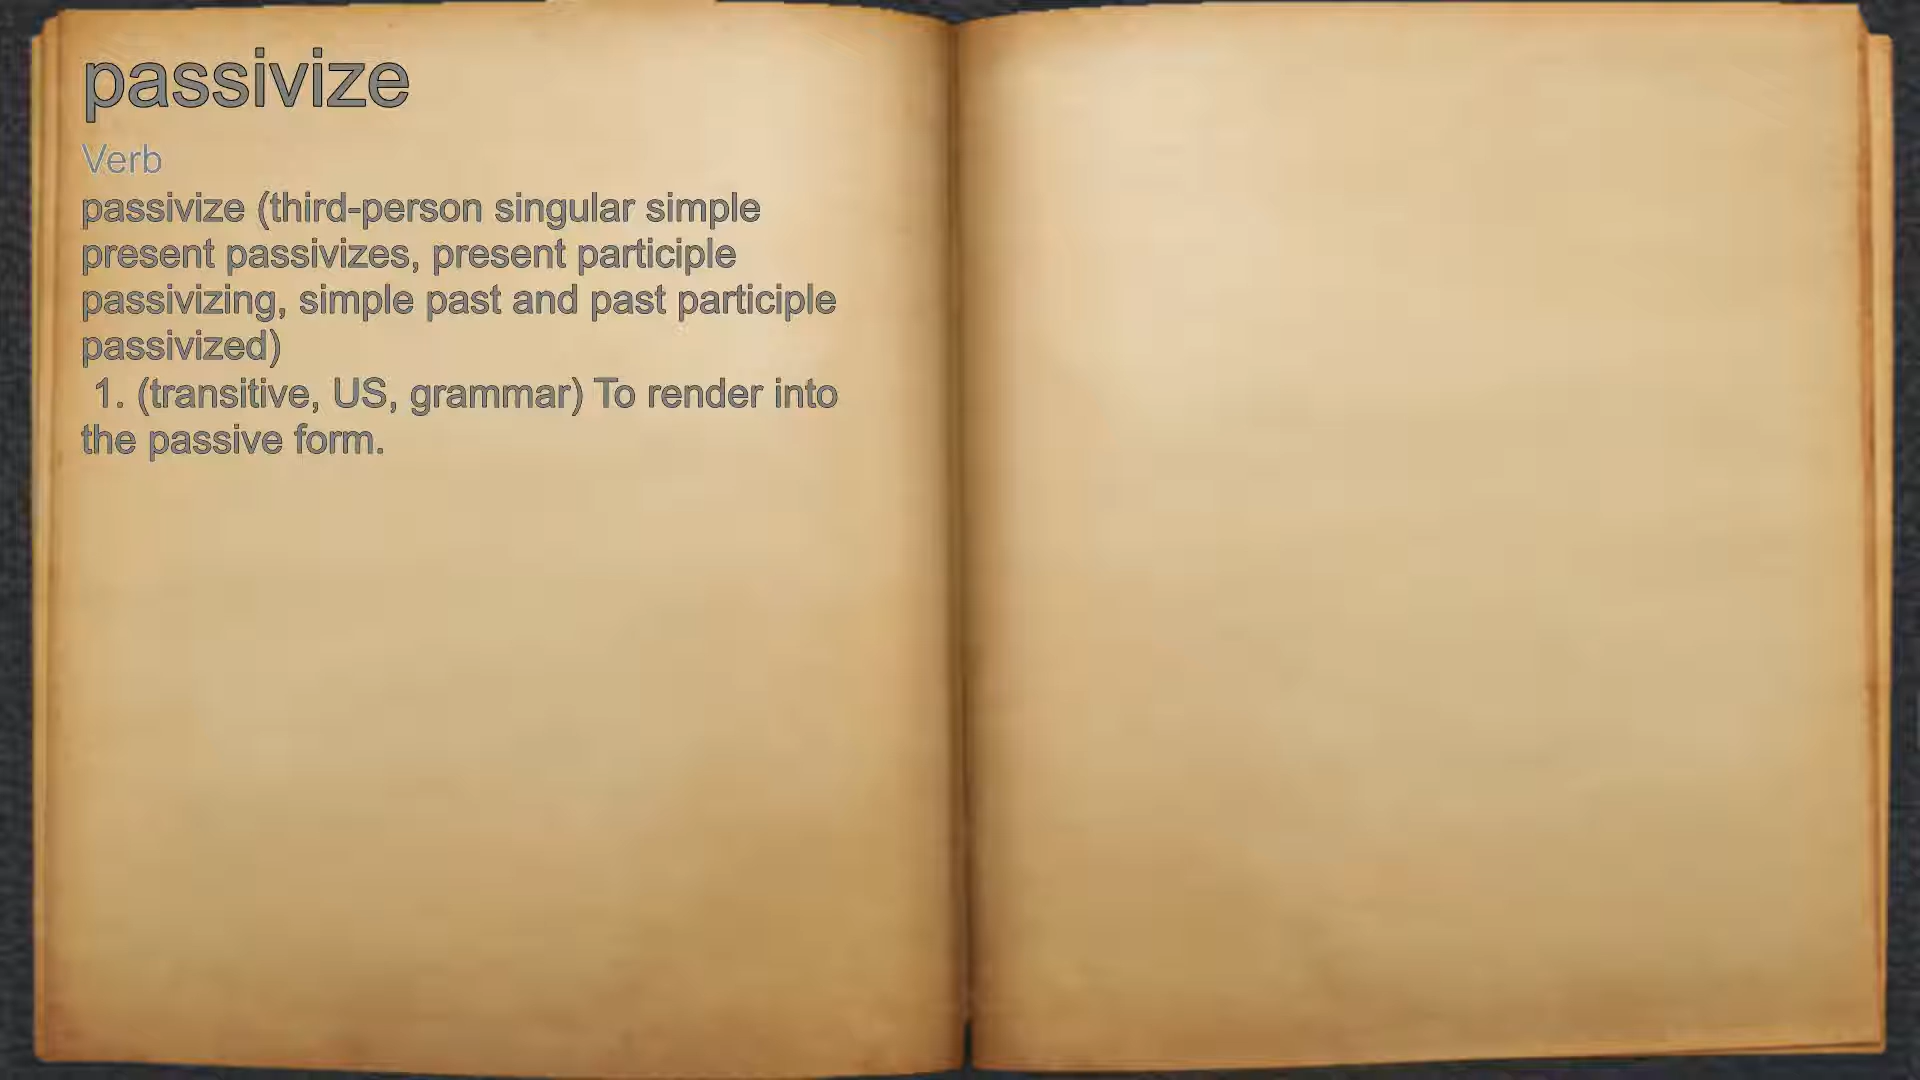 passivize
Verb
passivize (third-person singular simple
present passivizes, present participle
passivizing, simple past and past participle
passivized)
1. (transitive, US, grammar) To render into
the passive form.